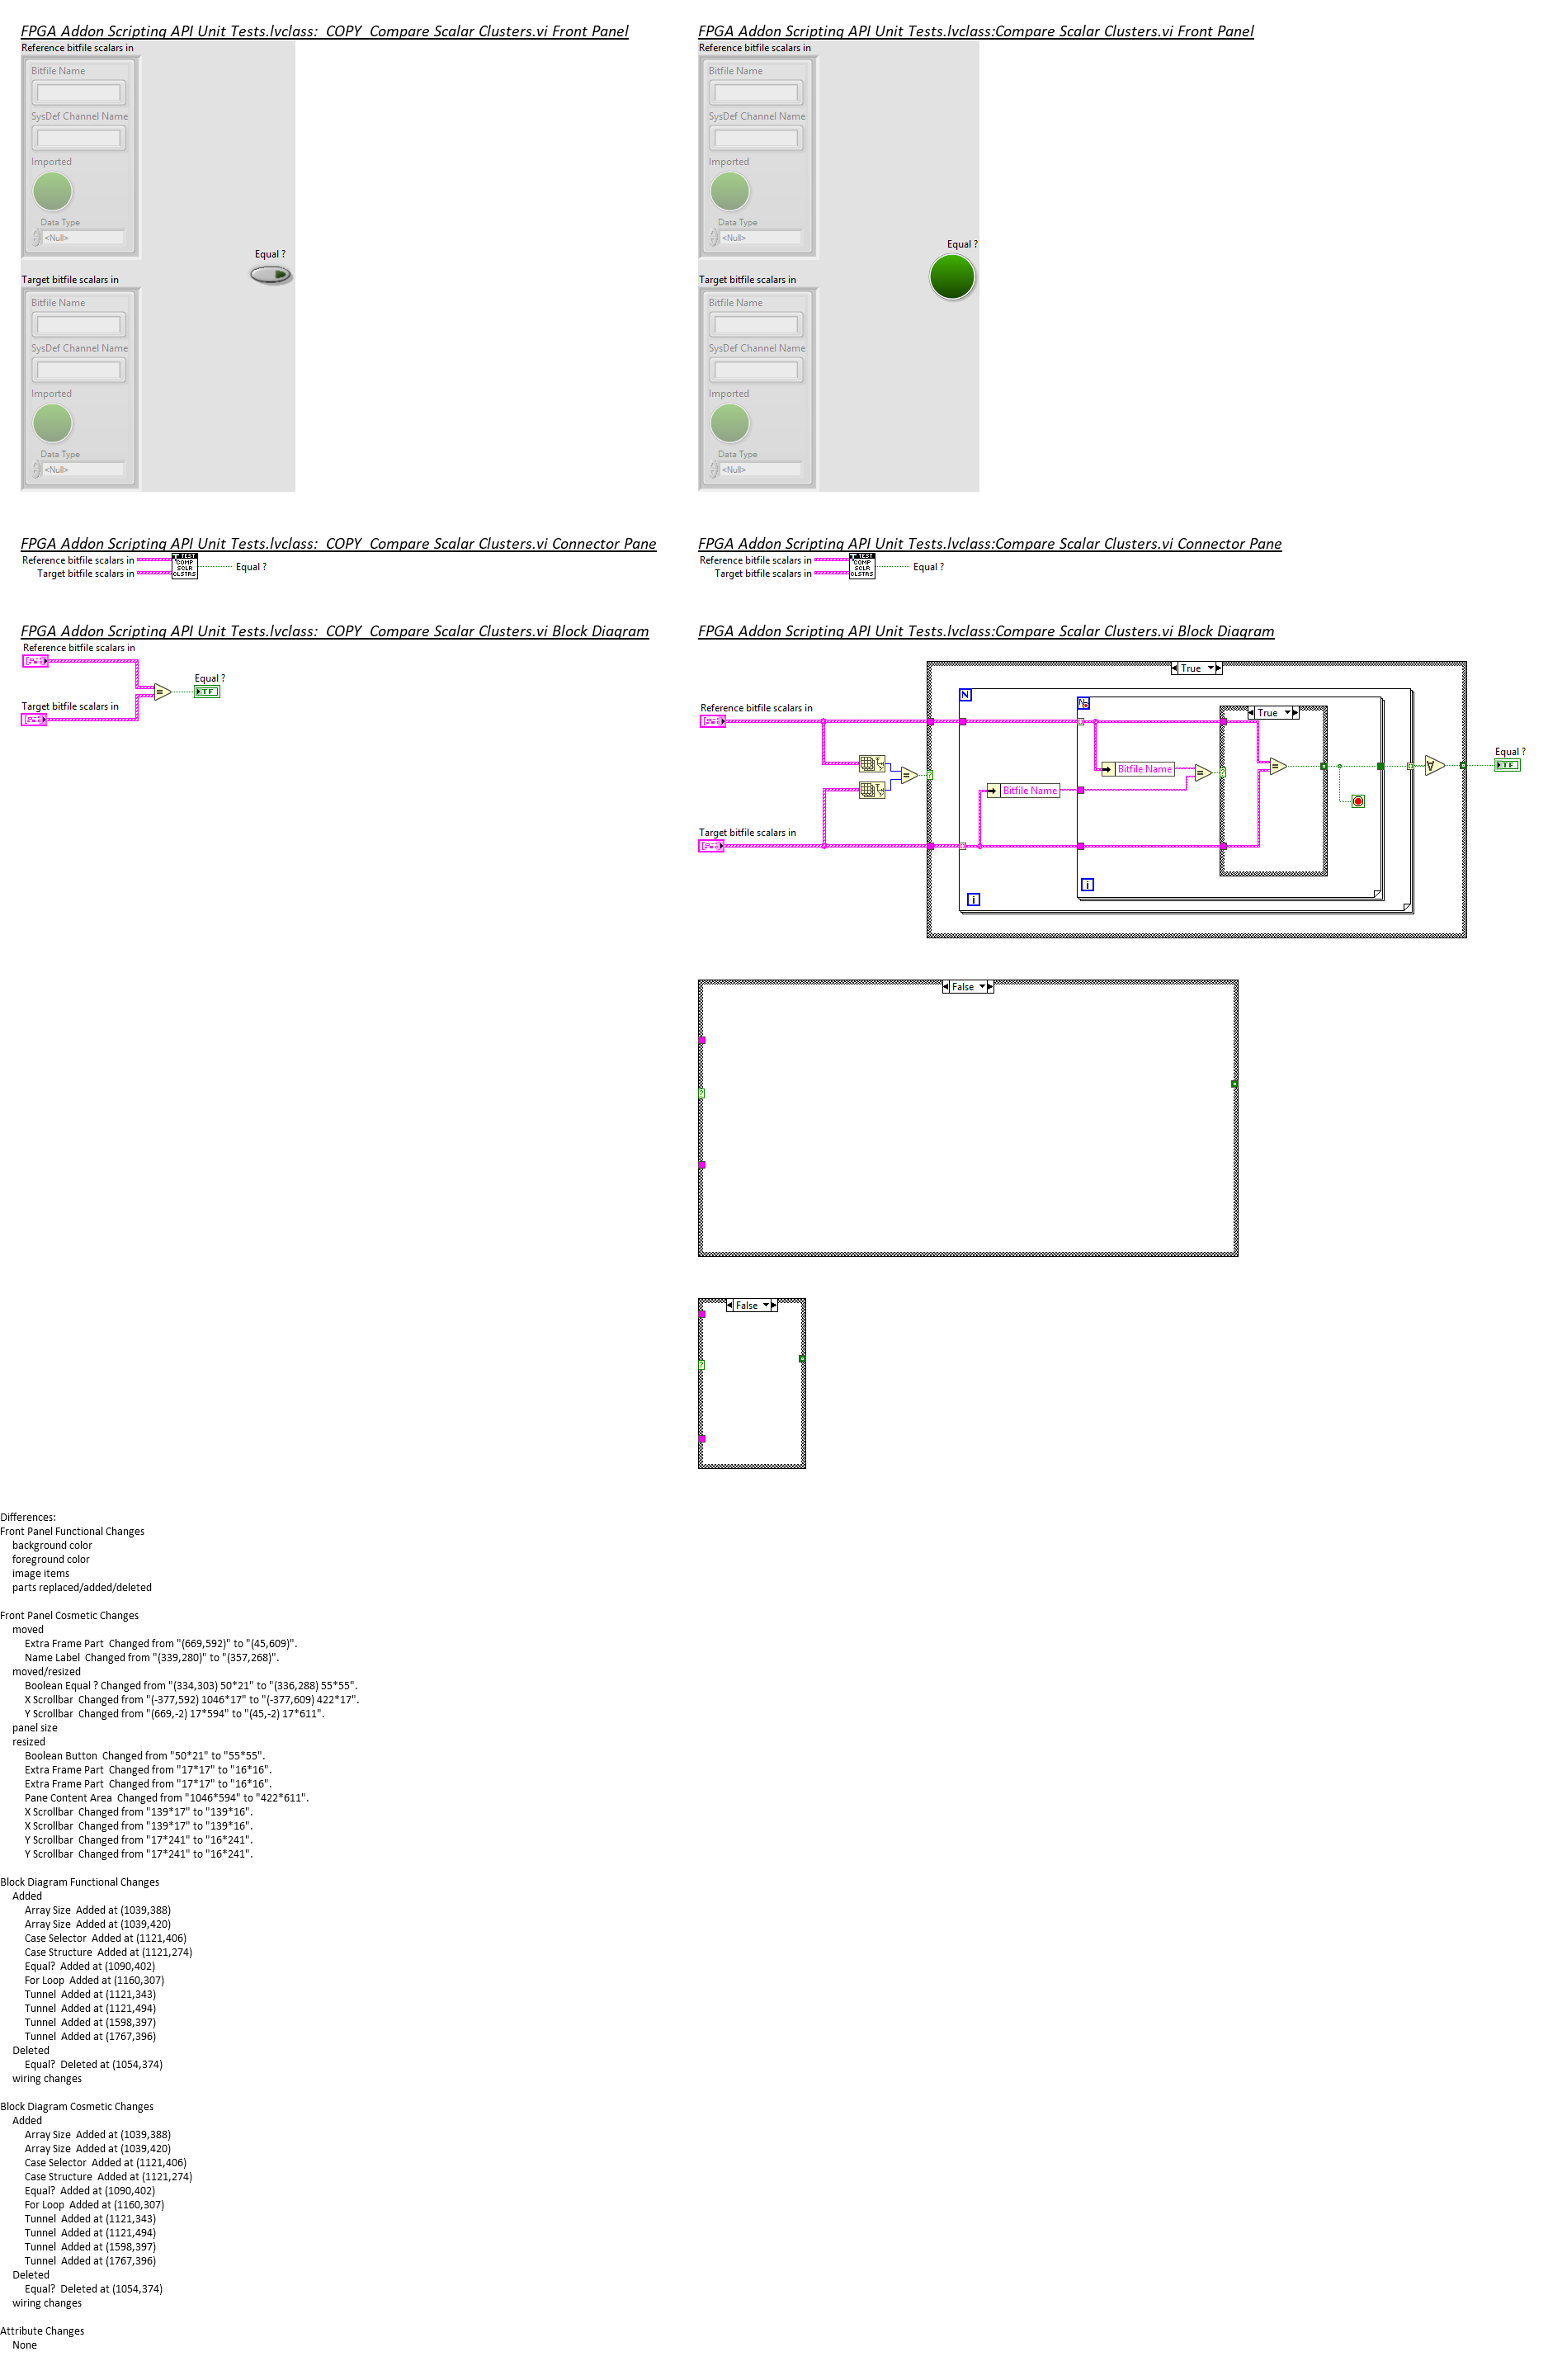 FPGA Addon Scripting API Unit Tests.lvclass:_COPY_Compare Scalar Clusters.vi Front Panel
Reference bitfile scalars in
Bitfile Name
SysDef Channel Name
Imported
Data Type
<Null>
Equal ?
Target bitfile scalars in
Bitfile Name
SysDef Channel Name
Imported
Data Type
<Null>
FPGA Addon Scripting API Unit Tests.lvclass:Compare Scalar Clusters.vi Front Panel
Reference bitfile scalars in
Bitfile Name
SysDef Channel Name
Imported
Data Type
<Null>
Equal ?
Target bitfile scalars in
Bitfile Name
SysDef Channel Name
Imported
Data Type
<Null>
FPGA Addon Scripting API Unit Tests.lvclass:_COPY_Compare Scalar Clusters.vi Connector Pane
Reference bitfile scalars in
Target bitfile scalars in
TEST
COMP
SCLR
CLSTRS
Equal ?
FPGA Addon Scripting API Unit Tests.lvclass:Compare Scalar Clusters.vi Connector Pane
Reference bitfile scalars in
Target bitfile scalars in
TEST
COMP
SCLR
CLSTRS
Equal ?
FPGA Addon Scripting API Unit Tests.lvclass:_COPY_Compare Scalar Clusters.vi Block Diagram
Reference bitfile scalars in
Equal ?
TF
Target bitfile scalars in
FPGA Addon Scripting API Unit Tests.lvclass:Compare Scalar Clusters.vi Block Diagram
True
N
N
True
Reference bitfile scalars in
Bitfile Name
Bitfile Name
Equal ?
TF
Target bitfile scalars in
i
i
False
False
Differences:
Front Panel Functional Changes
background color
foreground color
image items
parts replaced/added/deleted
Front Panel Cosmetic Changes
moved
Extra Frame Part  Changed from "(669,592)" to "(45,609)".
Name Label  Changed from "(339,280)" to "(357,268)".
moved/resized
Boolean Equal ? Changed from "(334,303) 50*21" to "(336,288) 55*55".
X Scrollbar  Changed from "(-377,592) 1046*17" to "(-377,609) 422*17".
Y Scrollbar  Changed from "(669,-2) 17*594" to "(45,-2) 17*611".
panel size
resized
Boolean Button  Changed from "50*21" to "55*55".
Extra Frame Part  Changed from "17*17" to "16*16".
Extra Frame Part  Changed from "17*17" to "16*16".
Pane Content Area  Changed from "1046*594" to "422*611".
X Scrollbar  Changed from "139*17" to "139*16".
X Scrollbar  Changed from "139*17" to "139*16".
Y Scrollbar  Changed from "17*241" to "16*241".
Y Scrollbar  Changed from "17*241" to "16*241".
Block Diagram Functional Changes
Added
Array Size  Added at (1039,388)
Array Size  Added at (1039,420)
Case Selector  Added at (1121,406)
Case Structure  Added at (1121,274)
Equal?  Added at (1090,402)
For Loop  Added at (1160,307)
Tunnel  Added at (1121,343)
Tunnel  Added at (1121,494)
Tunnel  Added at (1598,397)
Tunnel  Added at (1767,396)
Deleted
Equal?  Deleted at (1054,374)
wiring changes
Block Diagram Cosmetic Changes
Added
Array Size  Added at (1039,388)
Array Size  Added at (1039,420)
Case Selector  Added at (1121,406)
Case Structure  Added at (1121,274)
Equal?  Added at (1090,402)
For Loop  Added at (1160,307)
Tunnel  Added at (1121,343)
Tunnel  Added at (1121,494)
Tunnel  Added at (1598,397)
Tunnel  Added at (1767,396)
Deleted
Equal?  Deleted at (1054,374)
wiring changes
Attribute Changes
None